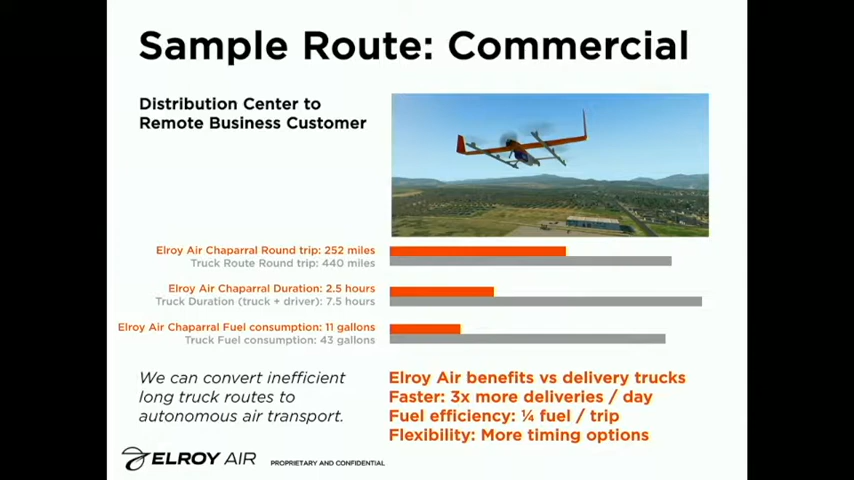 Sample Route: Commercial
Distribution Center to
Remote Business Customer
Elroy Air Chaparral Round trip: 252 miles
Truck Route Round trip: 440 miles
Elroy Air Chaparral Duration: 2.5 hours
Truck Duration (truck + driver): 7.5 hours
Elroy Air Chaparral Fuel consumption: 11 gallons
Truck Fuel consumption: 43 gallons
We can convert inefficient
long truck routes to
autonomous air transport.
Elroy Air benefits vs delivery trucks
Faster: 3x more deliveries / day
Fuel efficiency: ¼ fuel / trip
Flexibility: More timing options
ELROY AIR
PROPRIETARY AND CONFIDENTIAL